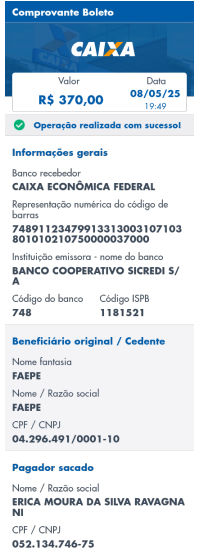 Comprovante Boleto
CAIXA
Valor
R$ 370,00
Data
08/05/25
19:49
Operação realizada com sucesso!
Informações gerais
Banco recebedor
CAIXA ECONÔMICA FEDERAL
Representação numérica do código de
barras
74891123479913313003107103
801010210750000037000
Instituição emissora - nome do banco
BANCO COOPERATIVO SICREDI S/
A
Código do banco
748
Código ISPB
1181521
Beneficiário original / Cedente
Nome fantasia
FAEPE
Nome / Razão social
FAEPE
CPF / CNPJ
04.296.491/0001-10
Pagador sacado
Nome / Razão social
ERICA MOURA DA SILVA RAVAGNA
NI
CPF / CNPJ
052.134.746-75